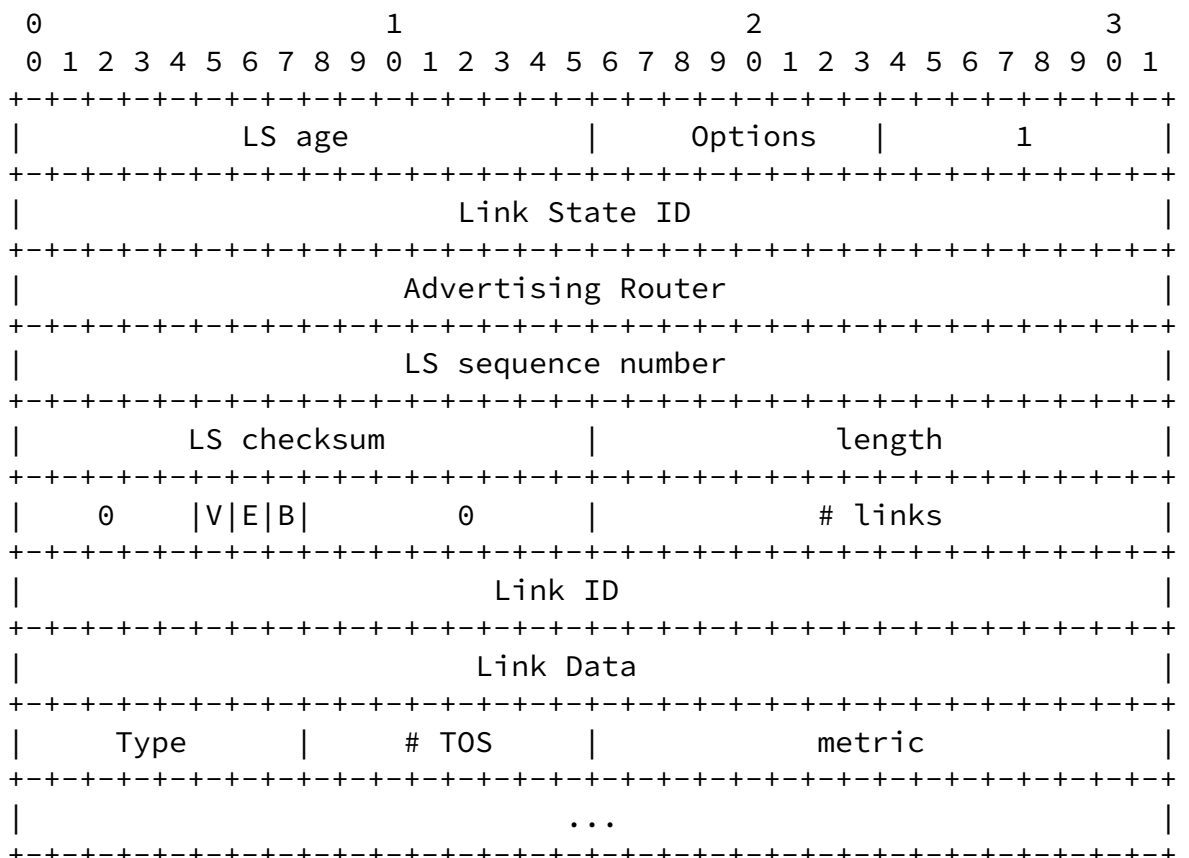 0                   1                   2                   3
 0 1 2 3 4 5 6 7 8 9 0 1 2 3 4 5 6 7 8 9 0 1 2 3 4 5 6 7 8 9 0 1
+-+-+-+-+-+-+-+-+-+-+-+-+-+-+-+-+-+-+-+-+-+-+-+-+-+-+-+-+-+-+-+-+
|            LS age             |     Options   |       1       |
+-+-+-+-+-+-+-+-+-+-+-+-+-+-+-+-+-+-+-+-+-+-+-+-+-+-+-+-+-+-+-+-+
|                        Link State ID                          |
+-+-+-+-+-+-+-+-+-+-+-+-+-+-+-+-+-+-+-+-+-+-+-+-+-+-+-+-+-+-+-+-+
|                     Advertising Router                        |
+-+-+-+-+-+-+-+-+-+-+-+-+-+-+-+-+-+-+-+-+-+-+-+-+-+-+-+-+-+-+-+-+
|                     LS sequence number                        |
+-+-+-+-+-+-+-+-+-+-+-+-+-+-+-+-+-+-+-+-+-+-+-+-+-+-+-+-+-+-+-+-+
|         LS checksum           |             length            |
+-+-+-+-+-+-+-+-+-+-+-+-+-+-+-+-+-+-+-+-+-+-+-+-+-+-+-+-+-+-+-+-+
|    0    |V|E|B|        0      |            # links            |
+-+-+-+-+-+-+-+-+-+-+-+-+-+-+-+-+-+-+-+-+-+-+-+-+-+-+-+-+-+-+-+-+
|                          Link ID                              |
+-+-+-+-+-+-+-+-+-+-+-+-+-+-+-+-+-+-+-+-+-+-+-+-+-+-+-+-+-+-+-+-+
|                         Link Data                             |
+-+-+-+-+-+-+-+-+-+-+-+-+-+-+-+-+-+-+-+-+-+-+-+-+-+-+-+-+-+-+-+-+
|     Type      |     # TOS     |            metric             |
+-+-+-+-+-+-+-+-+-+-+-+-+-+-+-+-+-+-+-+-+-+-+-+-+-+-+-+-+-+-+-+-+
|                              ...                              |
+-+-+-+-+-+-+-+-+-+-+-+-+-+-+-+-+-+-+-+-+-+-+-+-+-+-+-+-+-+-+-+-+